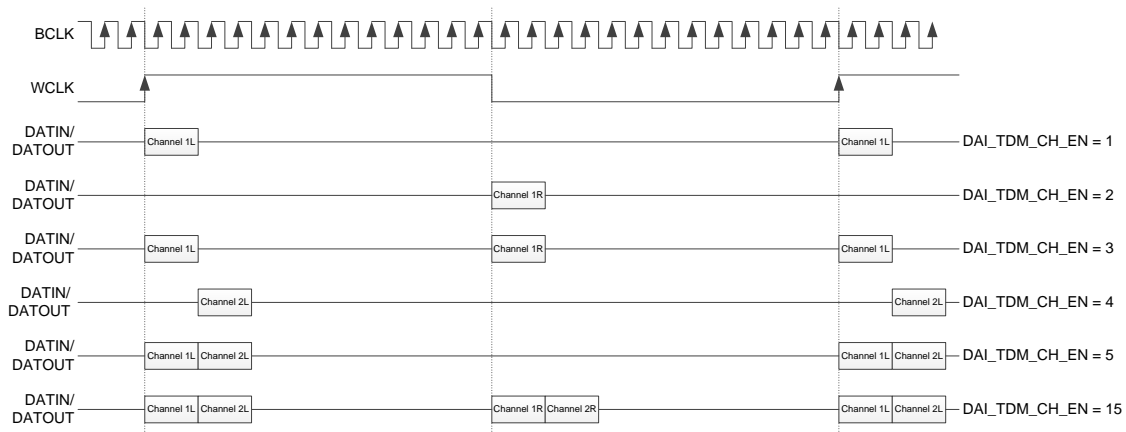 BCLK
WCLK
DATIN/
DATOUT
Channel 1L
Channel 1L
DAI_TDM_CH_EN = 1
DATIN/
DATOUT
Channel 1R
DAI_TDM_CH_EN = 2
DATIN/
DATOUT
Channel 1L
Channel 1R
Channel 1L
DAI_TDM_CH_EN = 3
DATIN/
DATOUT
Channel 2L
Channel 2L
DAI_TDM_CH_EN = 4
DATIN/
DATOUT
Channel 1L
Channel 2L
Channel 1L
Channel 2L
DAI_TDM_CH_EN = 5
DATIN/
DATOUT
Channel 1L
Channel 2L
Channel 1R
Channel 2R
Channel 1L
Channel 2L
DAI_TDM_CH_EN = 15